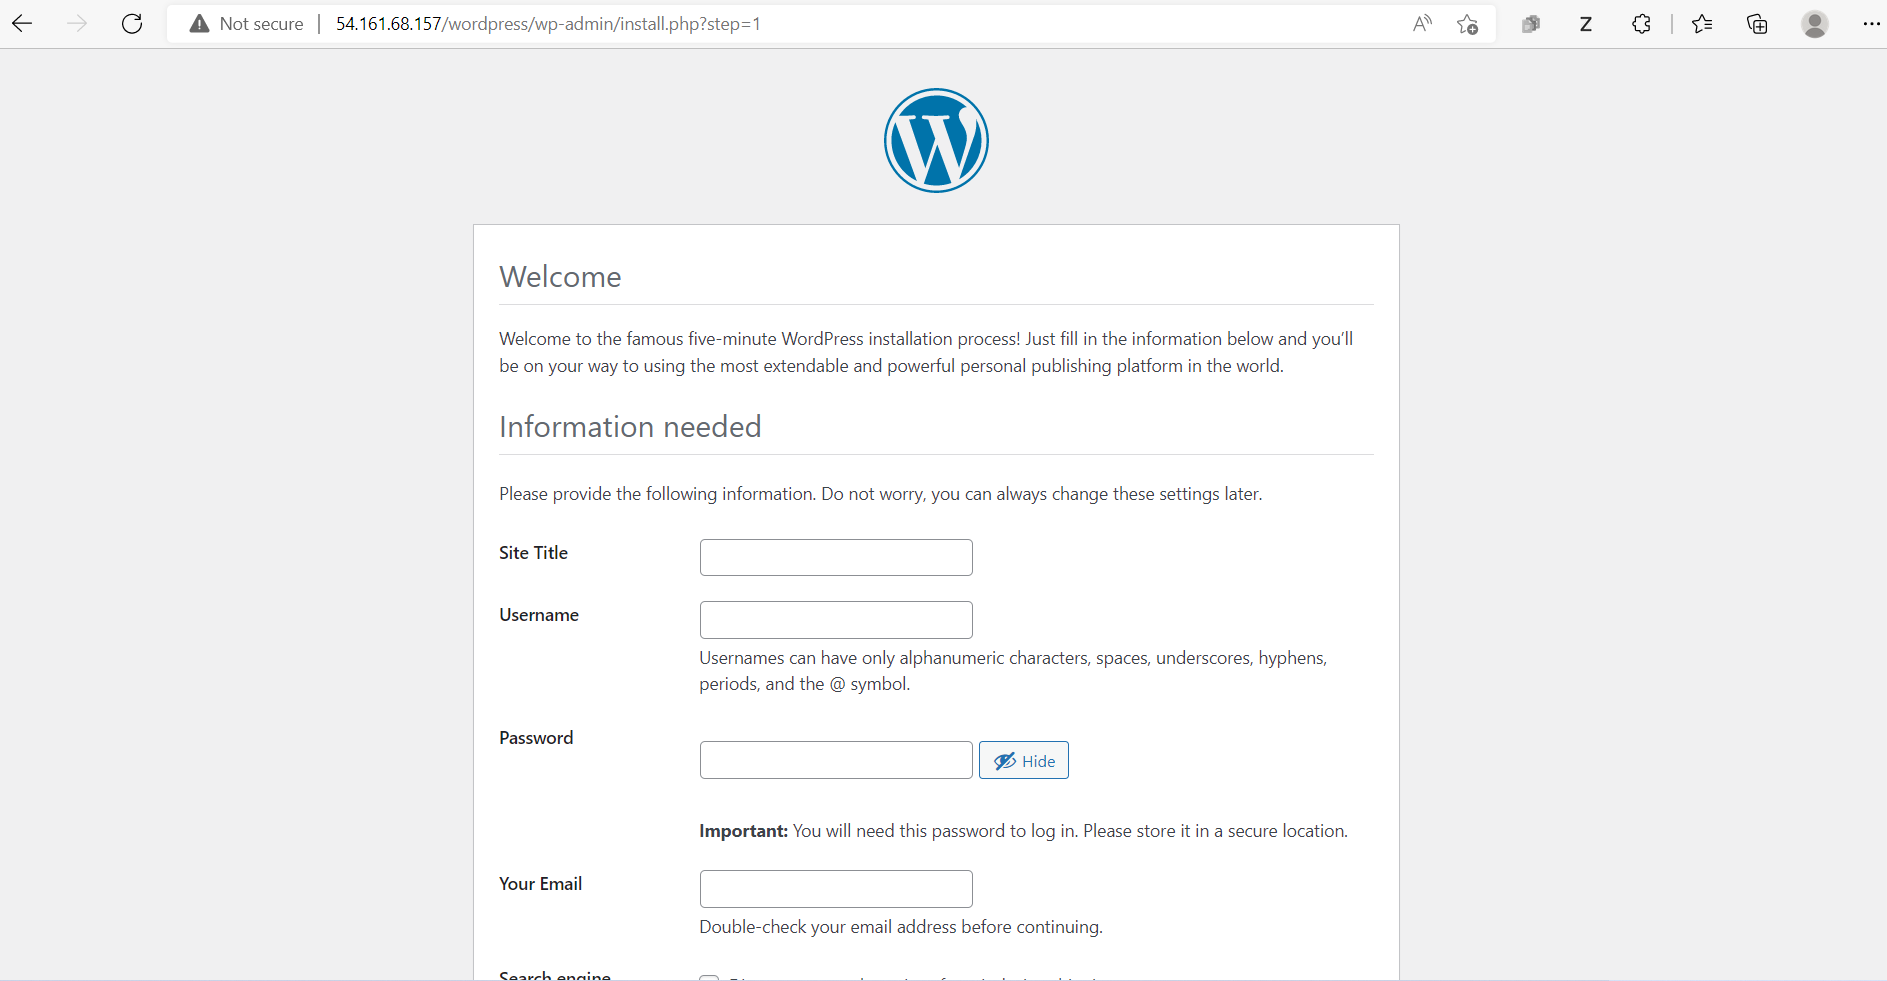 Not secure | 54.161.68.157/wordpress/wp-admin/install.php?step=1
Welcome
Welcome to the famous five-minute WordPress installation process! Just fill in the information below and you’ll
be on your way to using the most extendable and powerful personal publishing platform in the world.
Information needed
Please provide the following information. Do not worry, you can always change these settings later.
Site Title
Username
Usernames can have only alphanumeric characters, spaces, underscores, hyphens,
periods, and the @ symbol.
Password
Hide
Important: You will need this password to log in. Please store it in a secure location.
Your Email
Double-check your email address before continuing.
Search engine